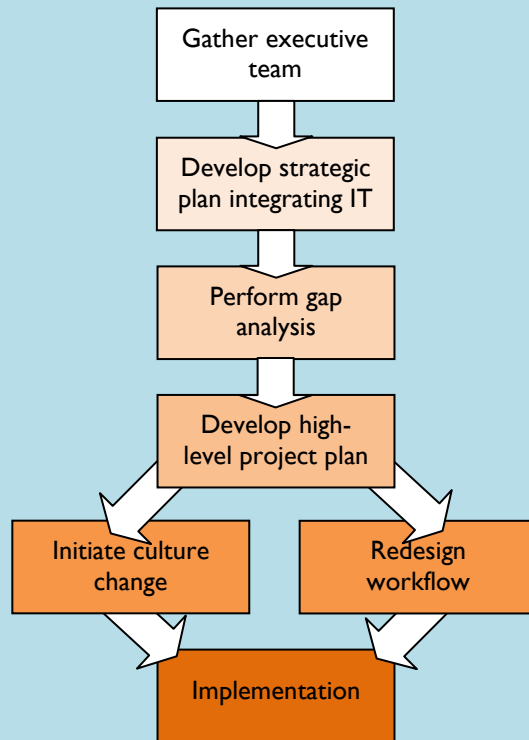 Gather executive
team
Develop strategic
plan integrating IT
Perform gap
analysis
Develop high-
level project plan
Initiate culture
change
Redesign
workflow
Implementation